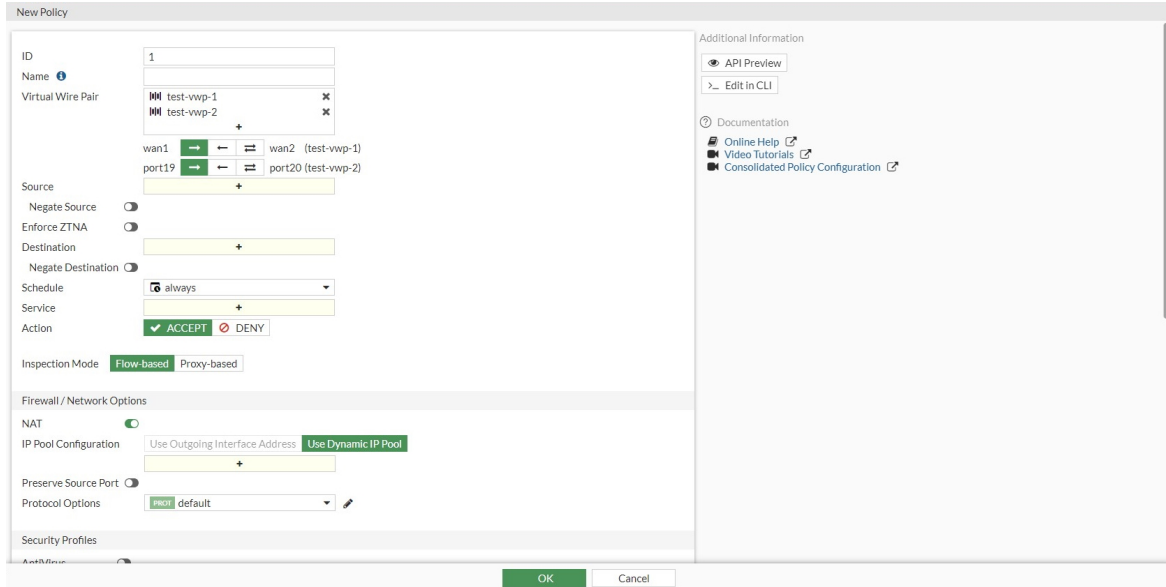 New Policy
ID
1
Name
Virtual Wire Pair
test-vwp-1
test-vwp-2
+
wan1 wan2 (test-vwp-1)
port19 port20 (test-vwp-2)
Source
+
Negate Source
Enforce ZTNA
Destination
+
Negate Destination
Schedule
always
Service
+
Action
ACCEPT DENY
Inspection Mode
Flow-based Proxy-based
Firewall / Network Options
NAT
IP Pool Configuration
Use Outgoing Interface Address Use Dynamic IP Pool
+
Preserve Source Port
Protocol Options
PROT default
Security Profiles
AntiVirus
Additional Information
API Preview
>_ Edit in CLI
Documentation
Online Help
Video Tutorials
Consolidated Policy Configuration
OK
Cancel